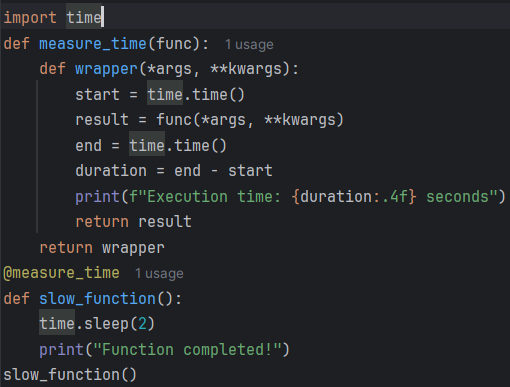 import time
def measure_time(func):  1 usage
    def wrapper(*args, **kwargs):
        start = time.time()
        result = func(*args, **kwargs)
        end = time.time()
        duration = end - start
        print(f"Execution time: {duration:.4f} seconds")
        return result
    return wrapper
@measure_time  1 usage
def slow_function():
    time.sleep(2)
    print("Function completed!")
slow_function()